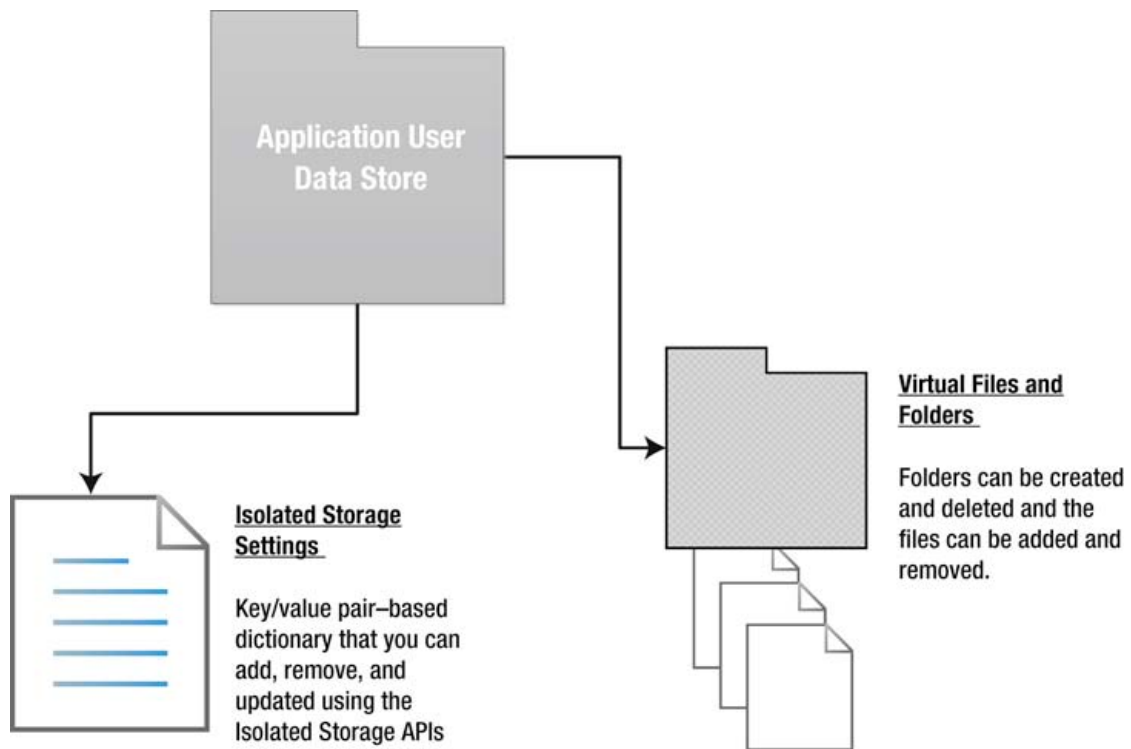 Application User
Data Store
Virtual Files and
Folders
Folders can be created
and deleted and the
files can be added and
removed.
Isolated Storage
Settings
Key/value pair–based
dictionary that you can
add, remove, and
updated using the
Isolated Storage APIs